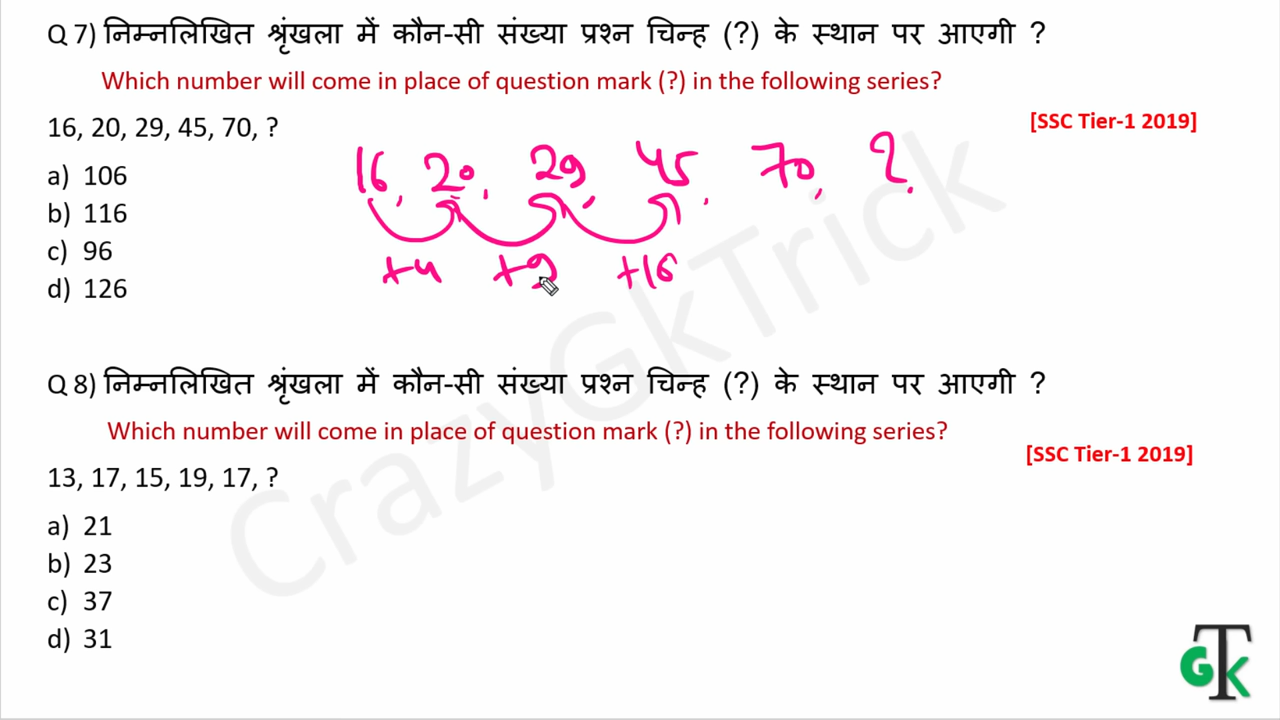 Q 7) निम्नलिखित श्रृंखला में कौन-सी संख्या प्रश्न चिन्ह (?) के स्थान पर आएगी ?
Which number will come in place of question mark (?) in the following series?
[SSC Tier-1 2019]
16, 20, 29, 45, 70, ?
16, 20, 29, 45, 70, ?
a) 106
b) 116
c) 96
+4 +9 +16
d) 126
CrazyGkTrick
Q 8) निम्नलिखित श्रृंखला में कौन-सी संख्या प्रश्न चिन्ह (?) के स्थान पर आएगी ?
Which number will come in place of question mark (?) in the following series?
[SSC Tier-1 2019]
13, 17, 15, 19, 17, ?
a) 21
b) 23
c) 37
d) 31
GTK